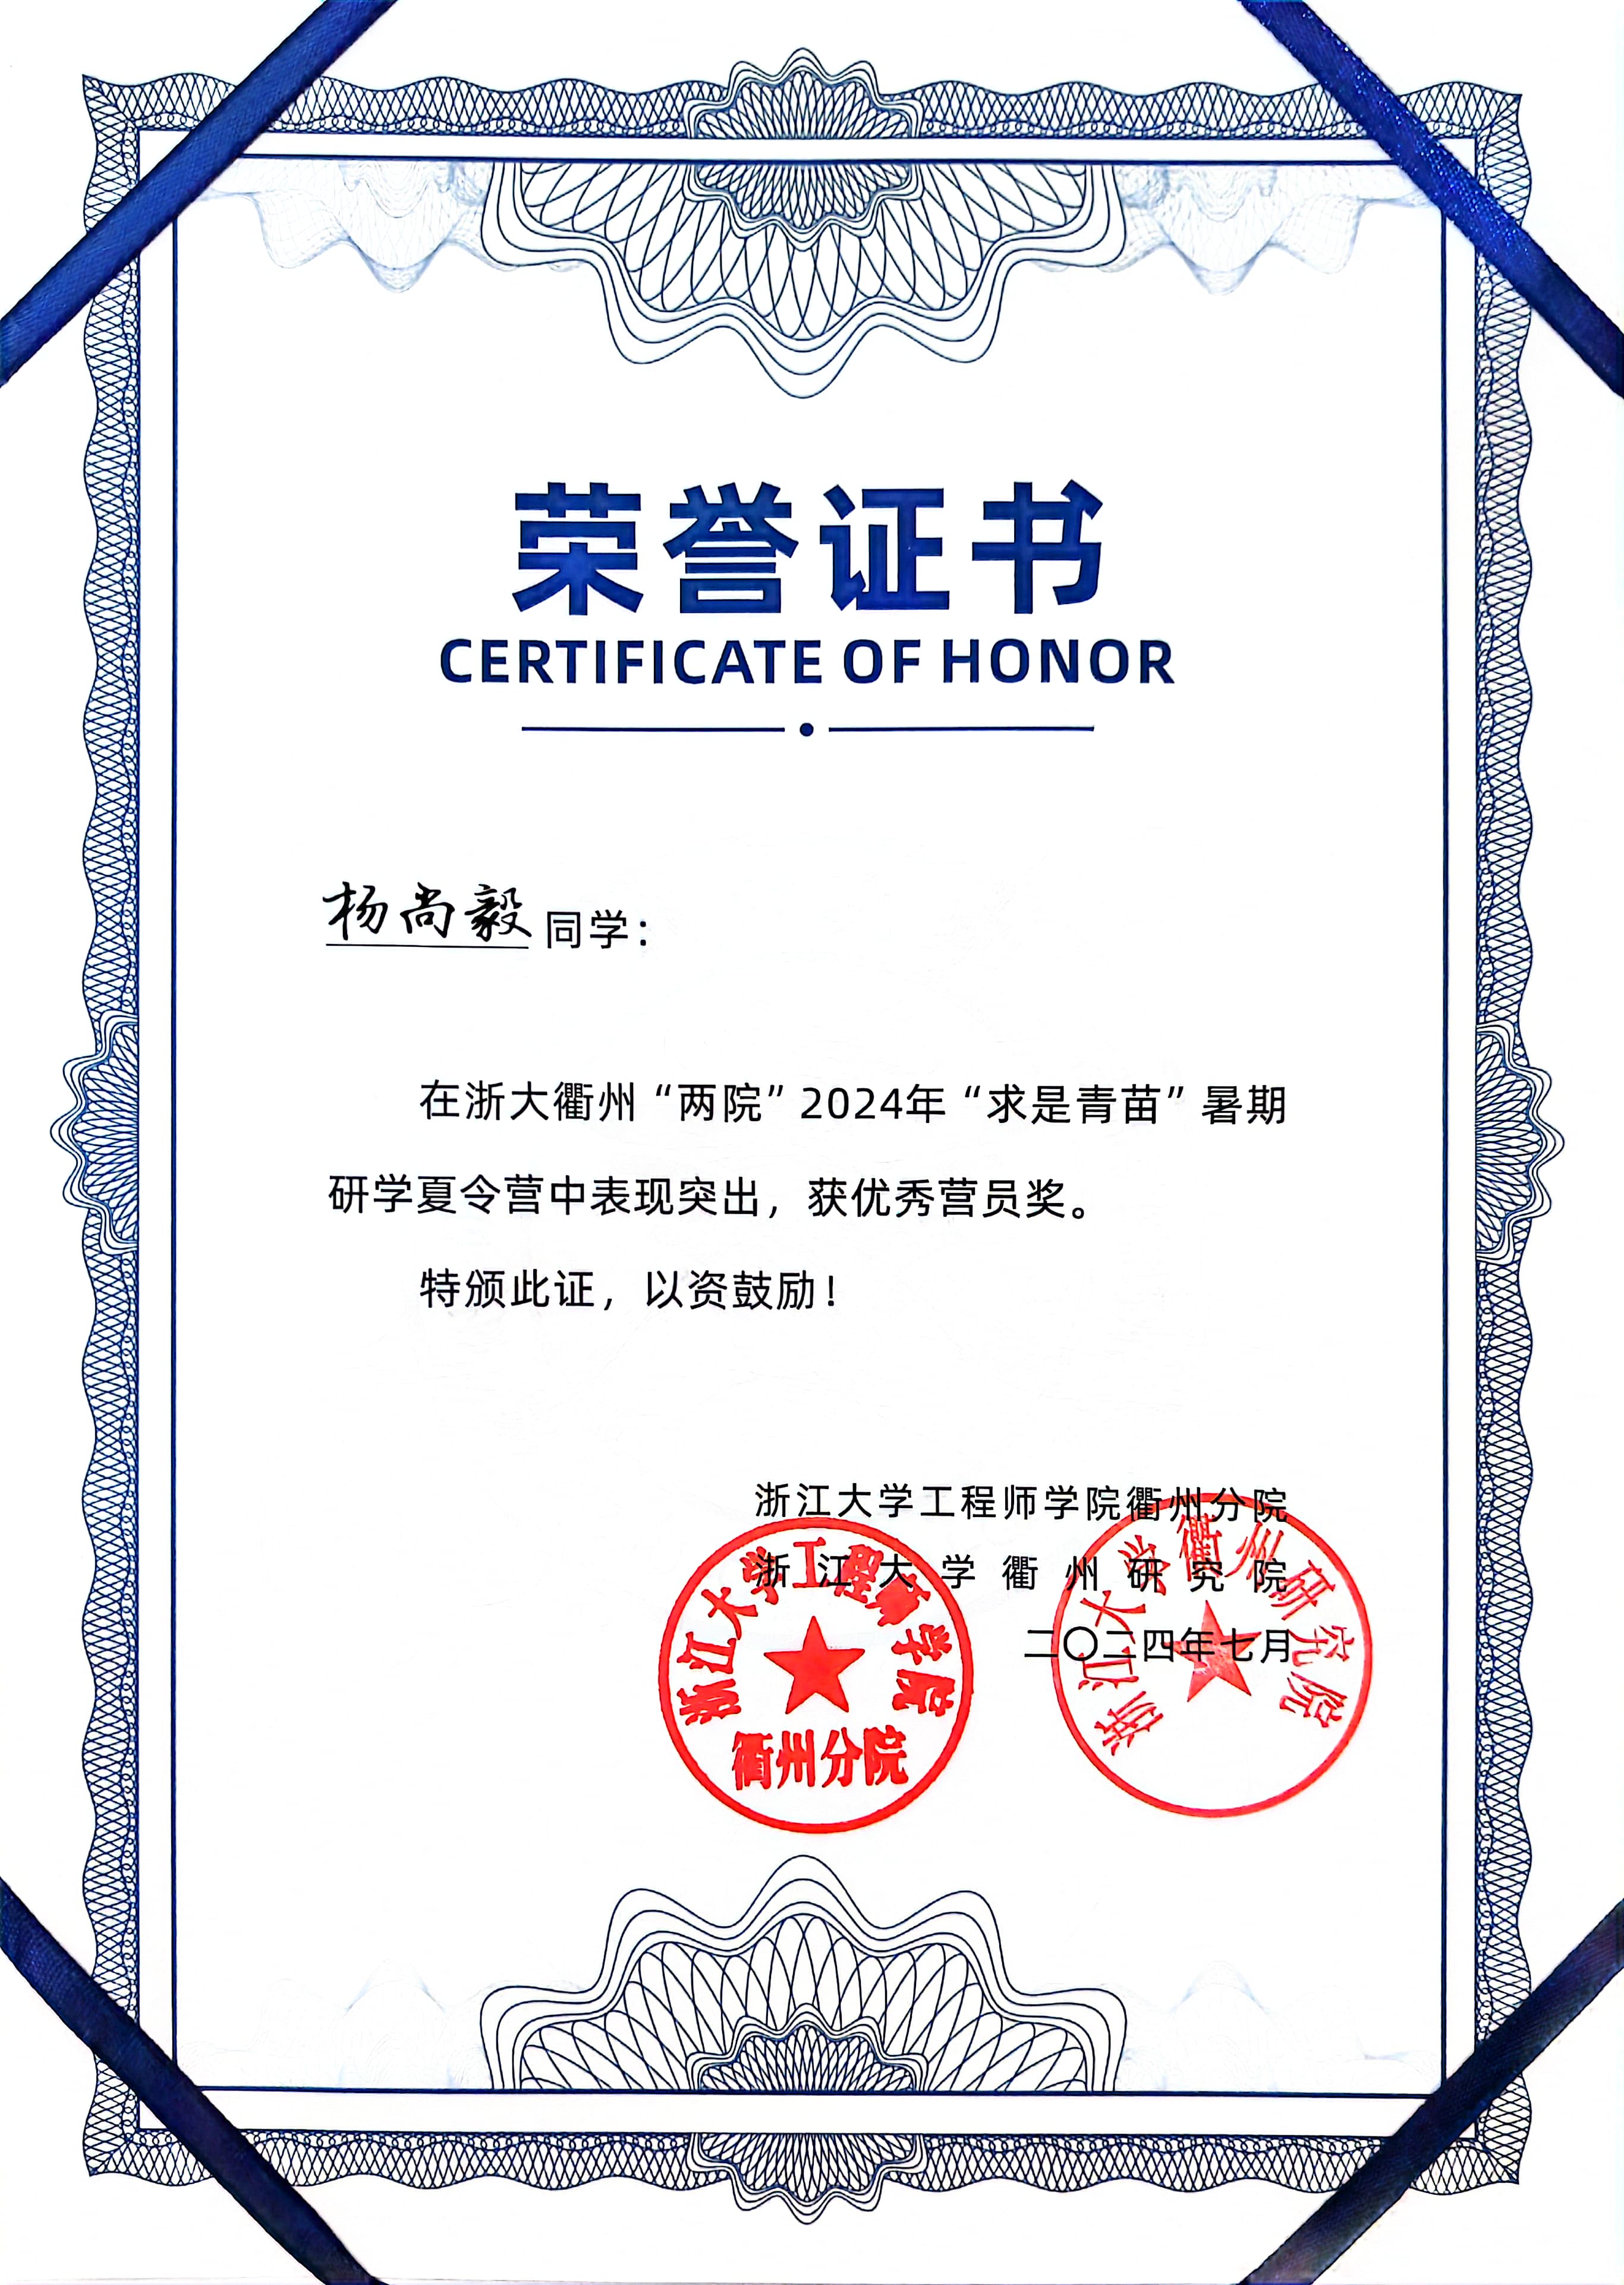 荣誉证书
CERTIFICATE OF HONOR
杨尚毅 同学：
在浙大衢州“两院”2024年“求是青苗”暑期
研学夏令营中表现突出，获优秀营员奖。
特颁此证，以资鼓励！
浙江大学工程师学院衢州分院
浙江大学衢州研究院
二〇二四年七月
浙江大学工程师学院
衢州分院
浙江大学衢州研究院